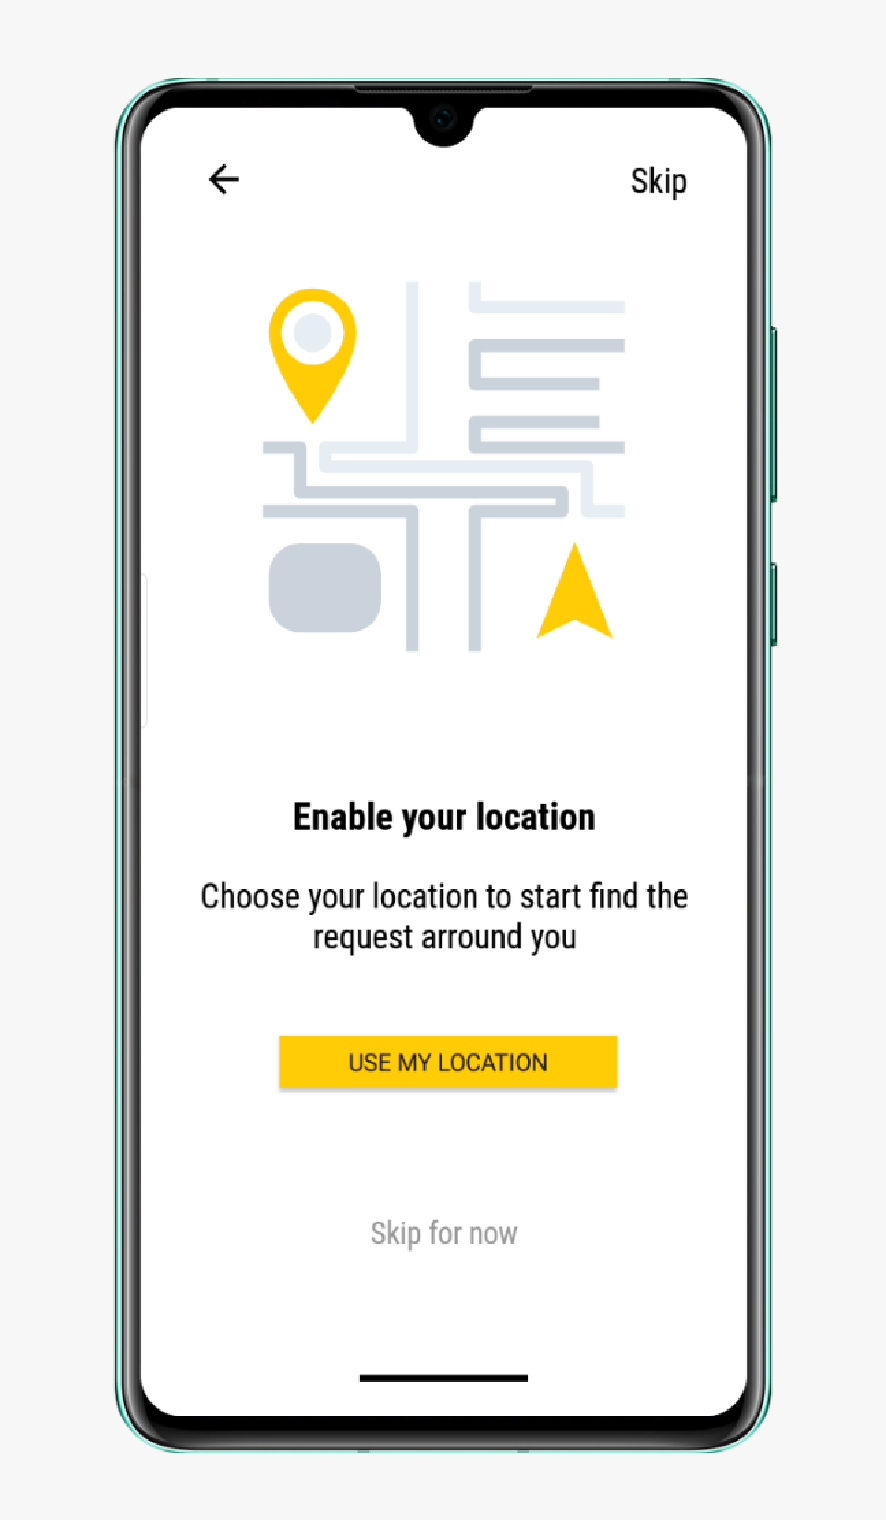 Skip
Enable your location
Choose your location to start find the
request arround you
USE MY LOCATION
Skip for now